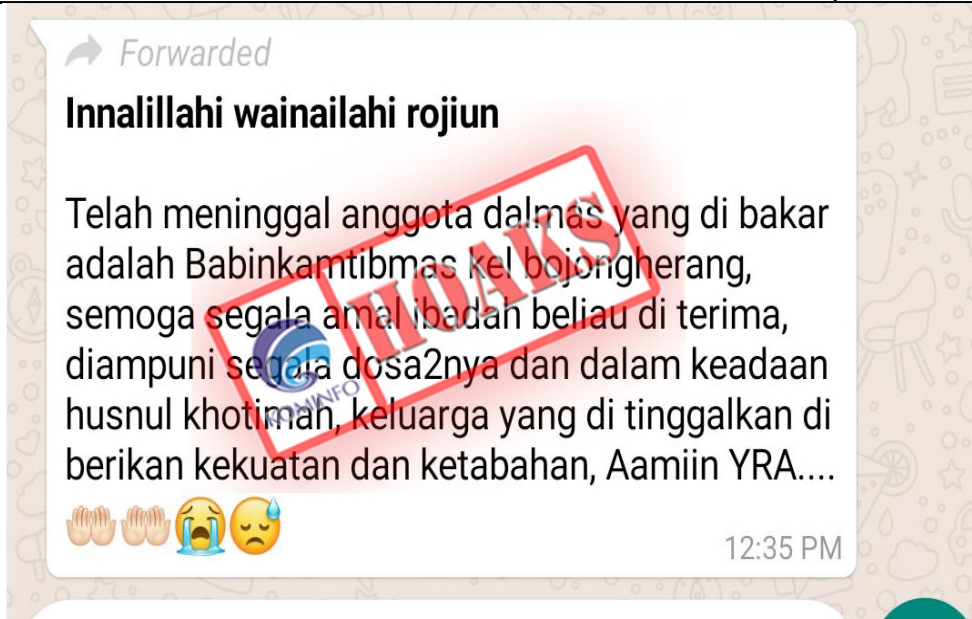 Forwarded
Innalillahi wainailahi rojiun
Telah meninggal anggota dalmas yang di bakar
adalah Babinkamtibmas kel bojongherang,
semoga segala amal ibadah beliau di terima,
diampuni segala dosa2nya dan dalam keadaan
husnul khotimah, keluarga yang di tinggalkan di
berikan kekuatan dan ketabahan, Aamiin YRA....
12:35 PM
HOAKS
KOMINFO